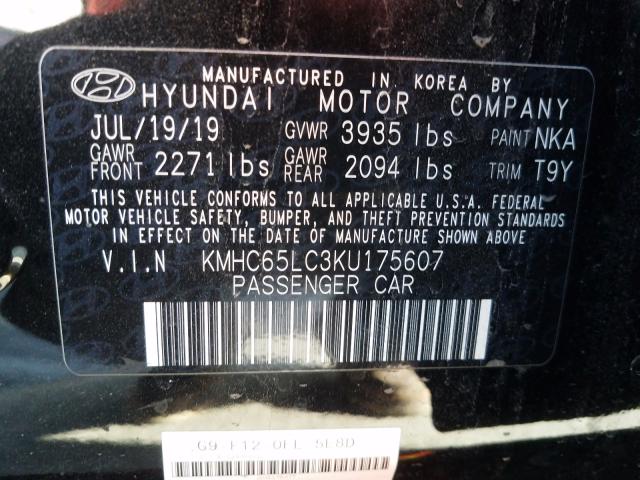 MANUFACTURED IN KOREA BY
HYUNDAI MOTOR COMPANY
JUL/19/19 GVWR 3935 lbs PAINT NKA
GAWR FRONT 2271 lbs GAWR REAR 2094 lbs TRIM T9Y
THIS VEHICLE CONFORMS TO ALL APPLICABLE U.S.A. FEDERAL
MOTOR VEHICLE SAFETY, BUMPER, AND THEFT PREVENTION STANDARDS
IN EFFECT ON THE DATE OF MANUFACTURE SHOWN ABOVE
V.I.N KMHC65LC3KU175607
PASSENGER CAR
G9